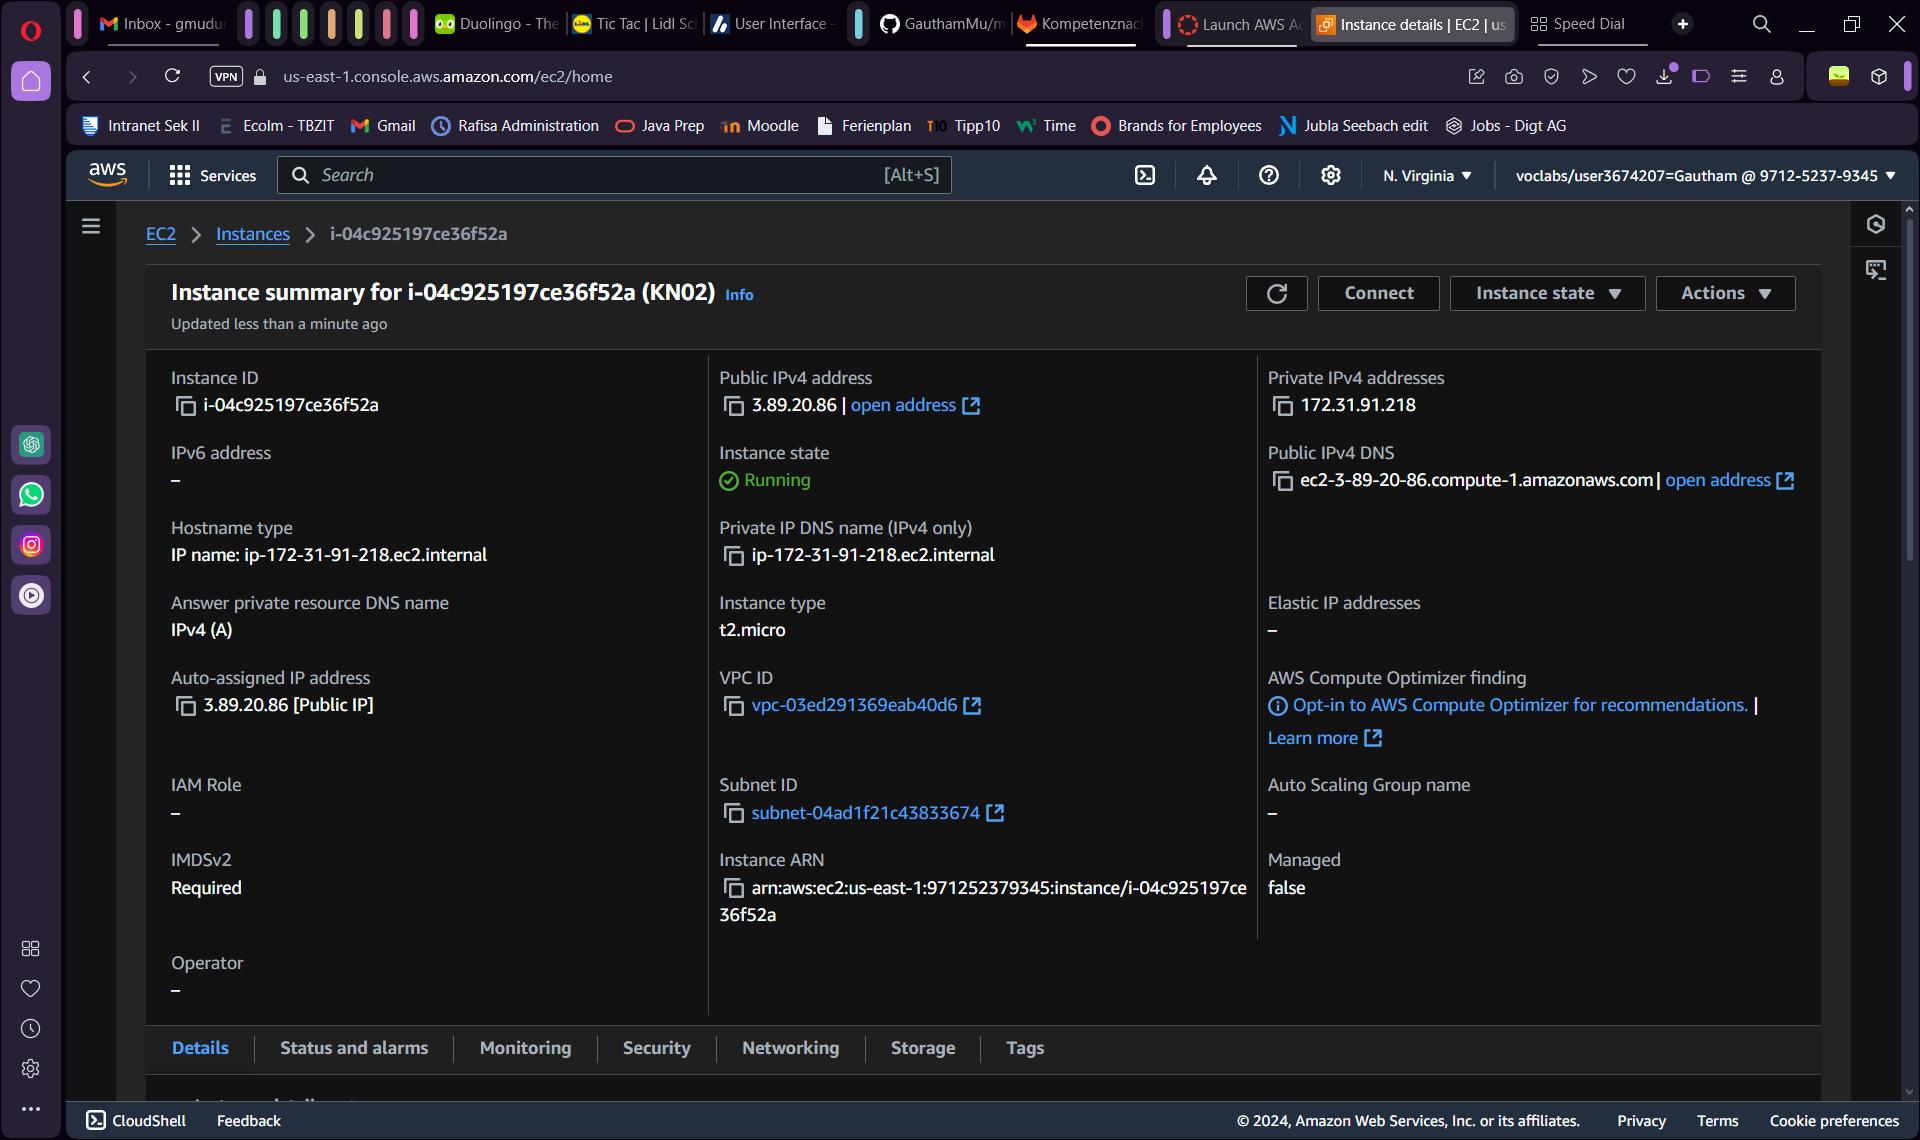 Inbox - gmudur
Duolingo - The
Tic Tac | Lidl Sc
User Interface -
GauthamMu/m
Kompetenznac
Launch AWS Ac
Instance details | EC2 | us
Speed Dial
VPN
us-east-1.console.aws.amazon.com/ec2/home
Intranet Sek II
Ecolm - TBZIT
Gmail
Rafisa Administration
Java Prep
Moodle
Ferienplan
Tipp10
Time
Brands for Employees
Jubla Seebach edit
Jobs - Digt AG
aws
Services
Search
[Alt+S]
N. Virginia
voclabs/user3674207=Gautham @ 9712-5237-9345
EC2
Instances
i-04c925197ce36f52a
Instance summary for i-04c925197ce36f52a (KN02)
Info
Updated less than a minute ago
Connect
Instance state
Actions
Instance ID
i-04c925197ce36f52a
Public IPv4 address
3.89.20.86 | open address
Private IPv4 addresses
172.31.91.218
IPv6 address
–
Instance state
Running
Public IPv4 DNS
ec2-3-89-20-86.compute-1.amazonaws.com | open address
Hostname type
IP name: ip-172-31-91-218.ec2.internal
Private IP DNS name (IPv4 only)
ip-172-31-91-218.ec2.internal
Answer private resource DNS name
IPv4 (A)
Instance type
t2.micro
Elastic IP addresses
–
Auto-assigned IP address
3.89.20.86 [Public IP]
VPC ID
vpc-03ed291369eab40d6
AWS Compute Optimizer finding
Opt-in to AWS Compute Optimizer for recommendations. |
Learn more
IAM Role
–
Subnet ID
subnet-04ad1f21c43833674
Auto Scaling Group name
–
IMDSv2
Required
Instance ARN
arn:aws:ec2:us-east-1:971252379345:instance/i-04c925197ce
36f52a
Managed
false
Operator
–
Details
Status and alarms
Monitoring
Security
Networking
Storage
Tags
CloudShell
Feedback
© 2024, Amazon Web Services, Inc. or its affiliates.
Privacy
Terms
Cookie preferences